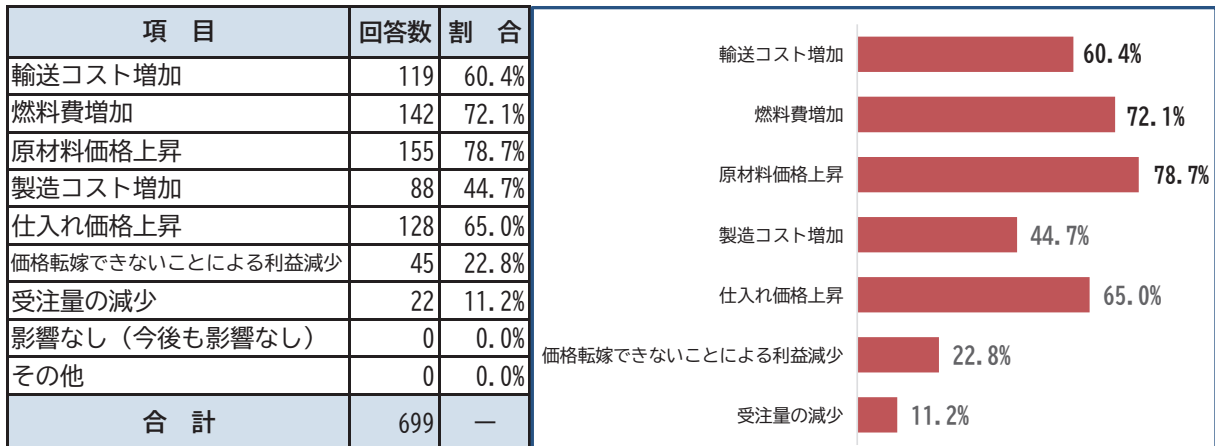 項　目 回答数 割　合
輸送コスト増加 119 60.4%
燃料費増加 142 72.1%
原材料価格上昇 155 78.7%
製造コスト増加 88 44.7%
仕入れ価格上昇 128 65.0%
価格転嫁できないことによる利益減少 45 22.8%
受注量の減少 22 11.2%
影響なし（今後も影響なし） 0 0.0%
その他 0 0.0%
合　計 699 ―
輸送コスト増加 60.4%
燃料費増加 72.1%
原材料価格上昇 78.7%
製造コスト増加 44.7%
仕入れ価格上昇 65.0%
価格転嫁できないことによる利益減少 22.8%
受注量の減少 11.2%